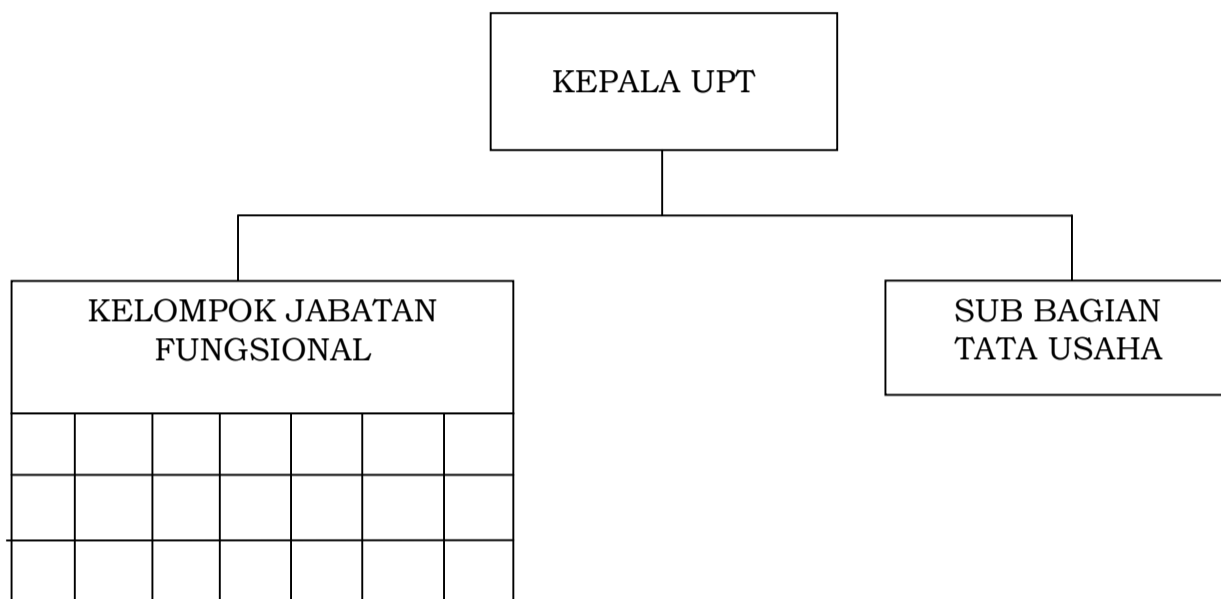 KEPALA UPT
KELOMPOK JABATAN
FUNGSIONAL
SUB BAGIAN
TATA USAHA